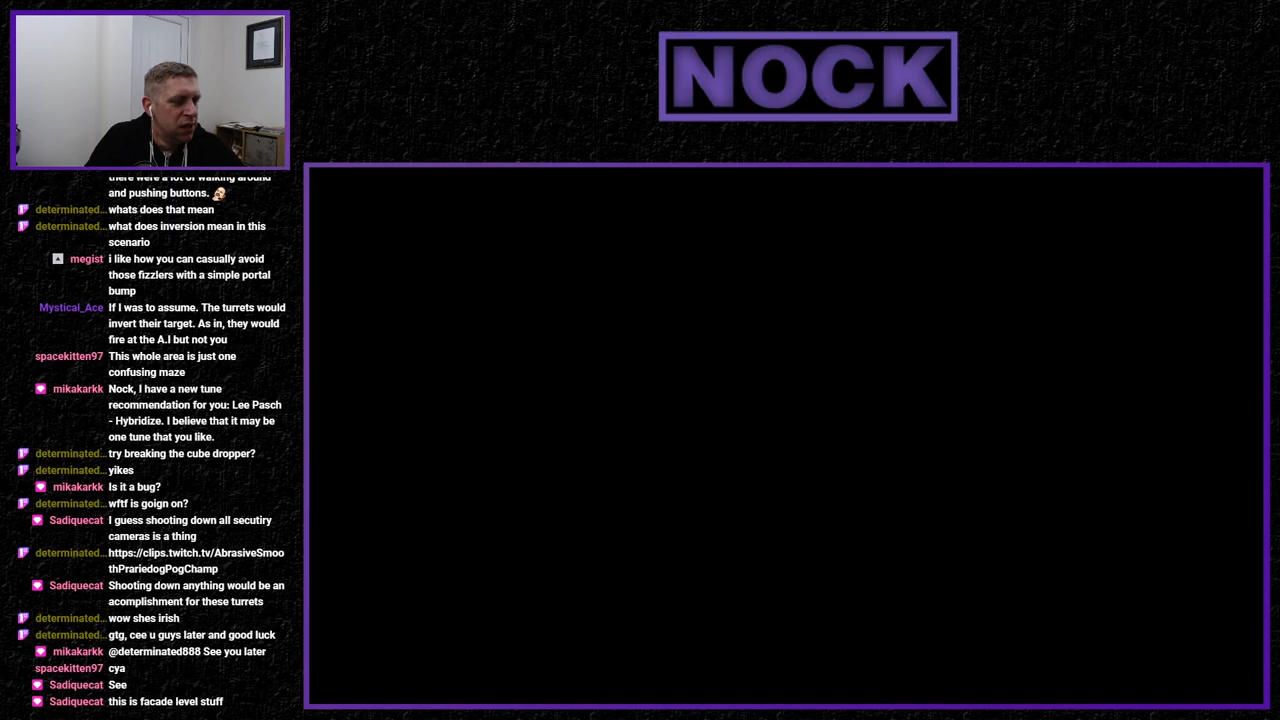 NOCK
there were a lot of walking around
and pushing buttons.
determinated... whats does that mean
determinated... what does inversion mean in this
scenario
megist i like how you can casually avoid
those fizzlers with a simple portal
bump
Mystical_Ace If I was to assume. The turrets would
invert their target. As in, they would
fire at the A.I but not you
spacekitten97 This whole area is just one
confusing maze
mikakarkk Nock, I have a new tune
recommendation for you: Lee Pasch
- Hybridize. I believe that it may be
one tune that you like.
determinated... try breaking the cube dropper?
determinated... yikes
mikakarkk Is it a bug?
determinated... wftf is goign on?
Sadiquecat I guess shooting down all secutiry
cameras is a thing
determinated... https://clips.twitch.tv/AbrasiveSmoo
thPrariedogPogChamp
Sadiquecat Shooting down anything would be an
acomplishment for these turrets
determinated... wow shes irish
determinated... gtg, cee u guys later and good luck
mikakarkk @determinated888 See you later
spacekitten97 cya
Sadiquecat See
Sadiquecat this is facade level stuff